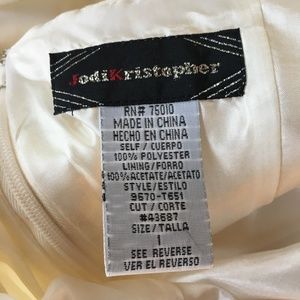 JodiKristopher
RN# 75010
MADE IN CHINA
HECHO EN CHINA
SELF / CUERPO
100% POLYESTER
LINING/FORRO
100%ACETATE/ACETATO
STYLE/ESTILO
9670-T651
CUT / CORTE
#43687
SIZE/TALLA
1
SEE REVERSE
VER EL REVERSO